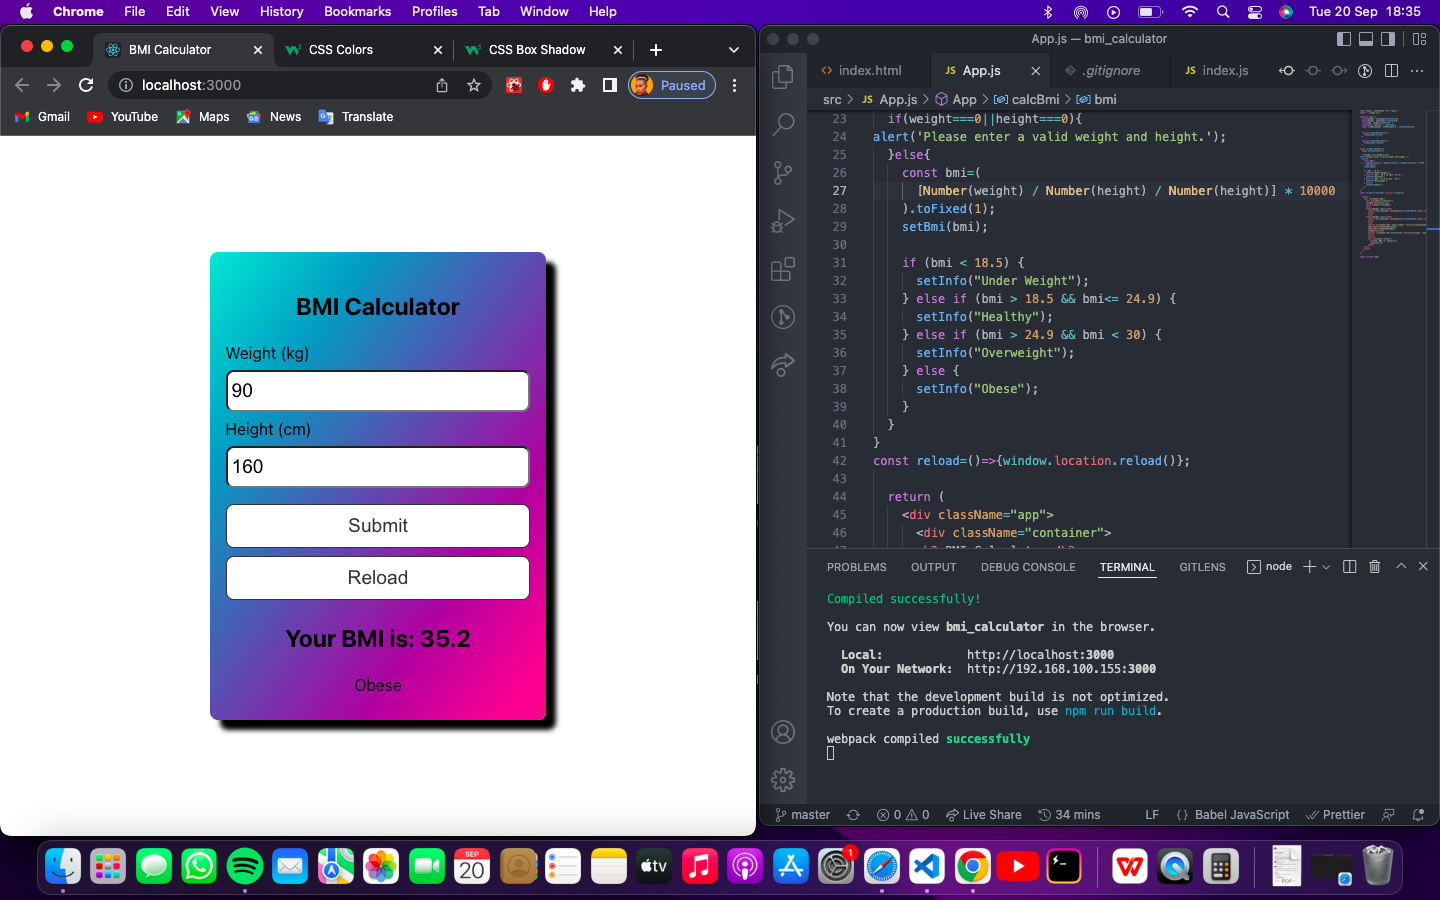 Chrome File Edit View History Bookmarks Profiles Tab Window Help
Tue 20 Sep 18:35
BMI Calculator
CSS Colors
CSS Box Shadow
localhost:3000
Paused
Gmail YouTube Maps News Translate
BMI Calculator
Weight (kg)
90
Height (cm)
160
Submit
Reload
Your BMI is: 35.2
Obese
App.js — bmi_calculator
index.html
JS App.js
.gitignore
JS index.js
src > JS App.js > App > calcBmi > bmi
23 if(weight===0||height===0){
24 alert('Please enter a valid weight and height.');
25 }else{
26 const bmi=(
27 [Number(weight) / Number(height) / Number(height)] * 10000
28 ).toFixed(1);
29 setBmi(bmi);
30
31 if (bmi < 18.5) {
32 setInfo("Under Weight");
33 } else if (bmi > 18.5 && bmi<= 24.9) {
34 setInfo("Healthy");
35 } else if (bmi > 24.9 && bmi < 30) {
36 setInfo("Overweight");
37 } else {
38 setInfo("Obese");
39 }
40 }
41 }
42 const reload=()=>{window.location.reload()};
43
44 return (
45 <div className="app">
46 <div className="container">
PROBLEMS OUTPUT DEBUG CONSOLE TERMINAL GITLENS node
Compiled successfully!
You can now view bmi_calculator in the browser.
Local: http://localhost:3000
On Your Network: http://192.168.100.155:3000
Note that the development build is not optimized.
To create a production build, use npm run build.
webpack compiled successfully
master 0 0 Live Share 34 mins LF {} Babel JavaScript Prettier
SEP
20
tv
1
PDF